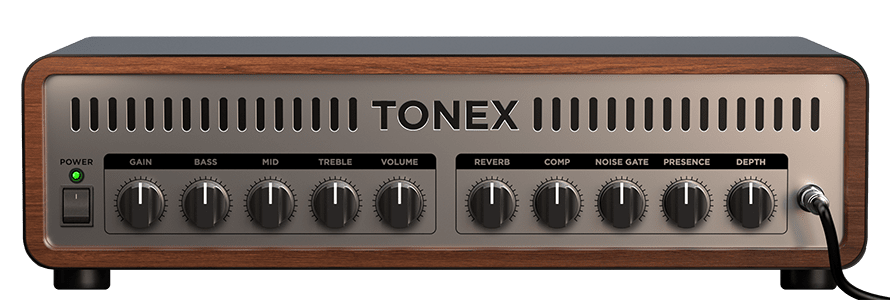 TONEX
POWER
GAIN BASS MID TREBLE VOLUME
REVERB COMP NOISE GATE PRESENCE DEPTH